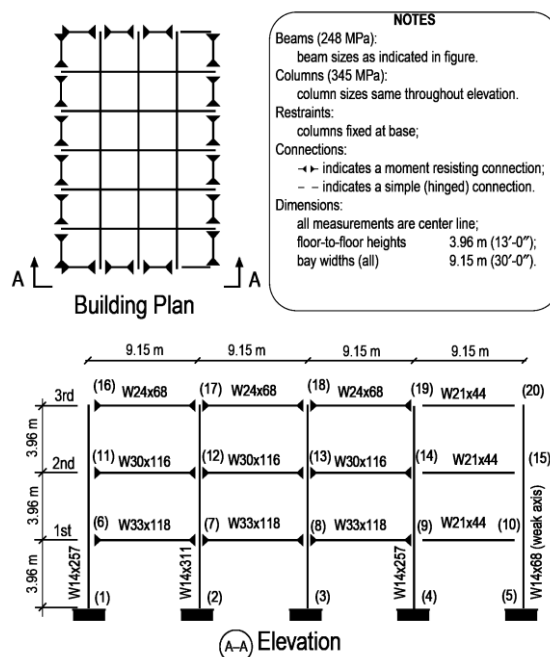 NOTES
Beams (248 MPa):
beam sizes as indicated in figure.
Columns (345 MPa):
column sizes same throughout elevation.
Restraints:
columns fixed at base;
Connections:
indicates a moment resisting connection;
indicates a simple (hinged) connection.
Dimensions:
all measurements are center line;
floor-to-floor heights 3.96 m (13′-0″);
bay widths (all) 9.15 m (30′-0″).
A A
Building Plan
9.15 m 9.15 m 9.15 m 9.15 m
3rd (16) W24x68 (17) W24x68 (18) W24x68 (19) W21x44 (20)
3.96 m
2nd (11) W30x116 (12) W30x116 (13) W30x116 (14) W21x44 (15)
3.96 m
1st (6) W33x118 (7) W33x118 (8) W33x118 (9) W21x44 (10)
3.96 m
W14x257 W14x311 W14x257 W14x68 (weak axis)
(1) (2) (3) (4) (5)
A-A Elevation